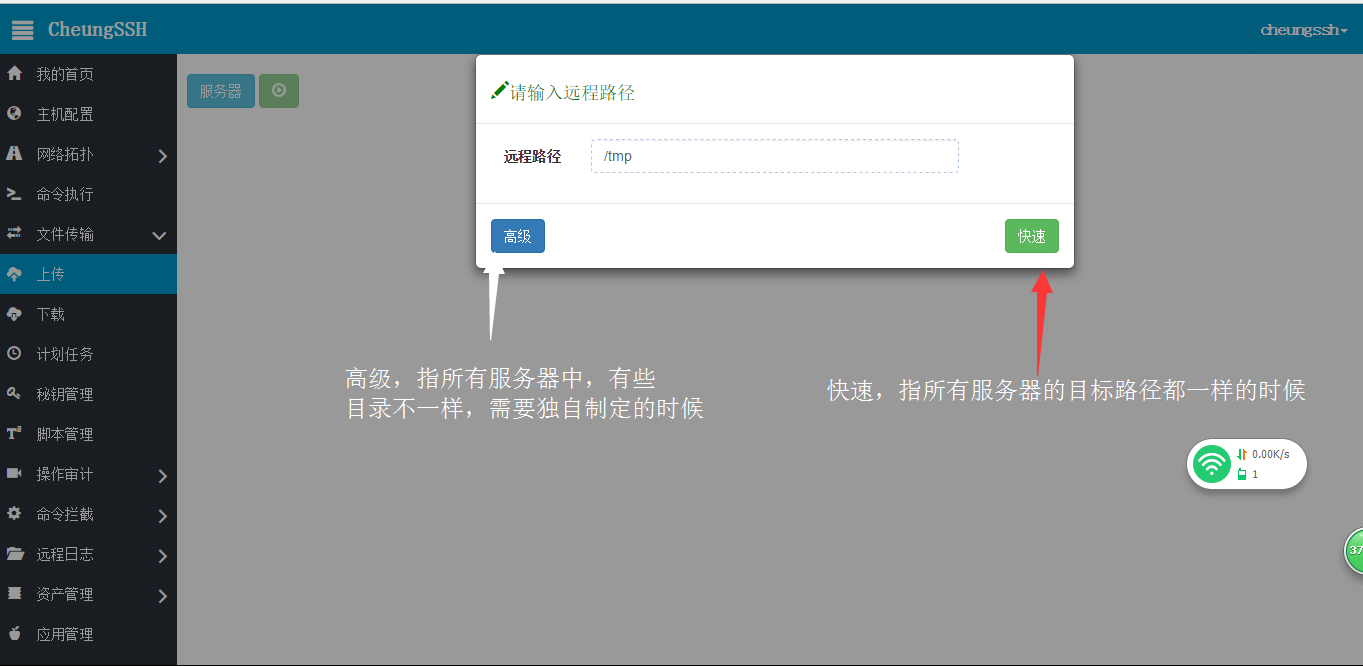 CheungSSH
cheungssh
我的首页
主机配置
网络拓扑
命令执行
文件传输
上传
下载
计划任务
秘钥管理
脚本管理
操作审计
命令拦截
远程日志
资产管理
应用管理
服务器
请输入远程路径
远程路径
/tmp
高级
快速
高级，指所有服务器中，有些
目录不一样，需要独自制定的时候
快速，指所有服务器的目标路径都一样的时候
0.00K/s
1
37